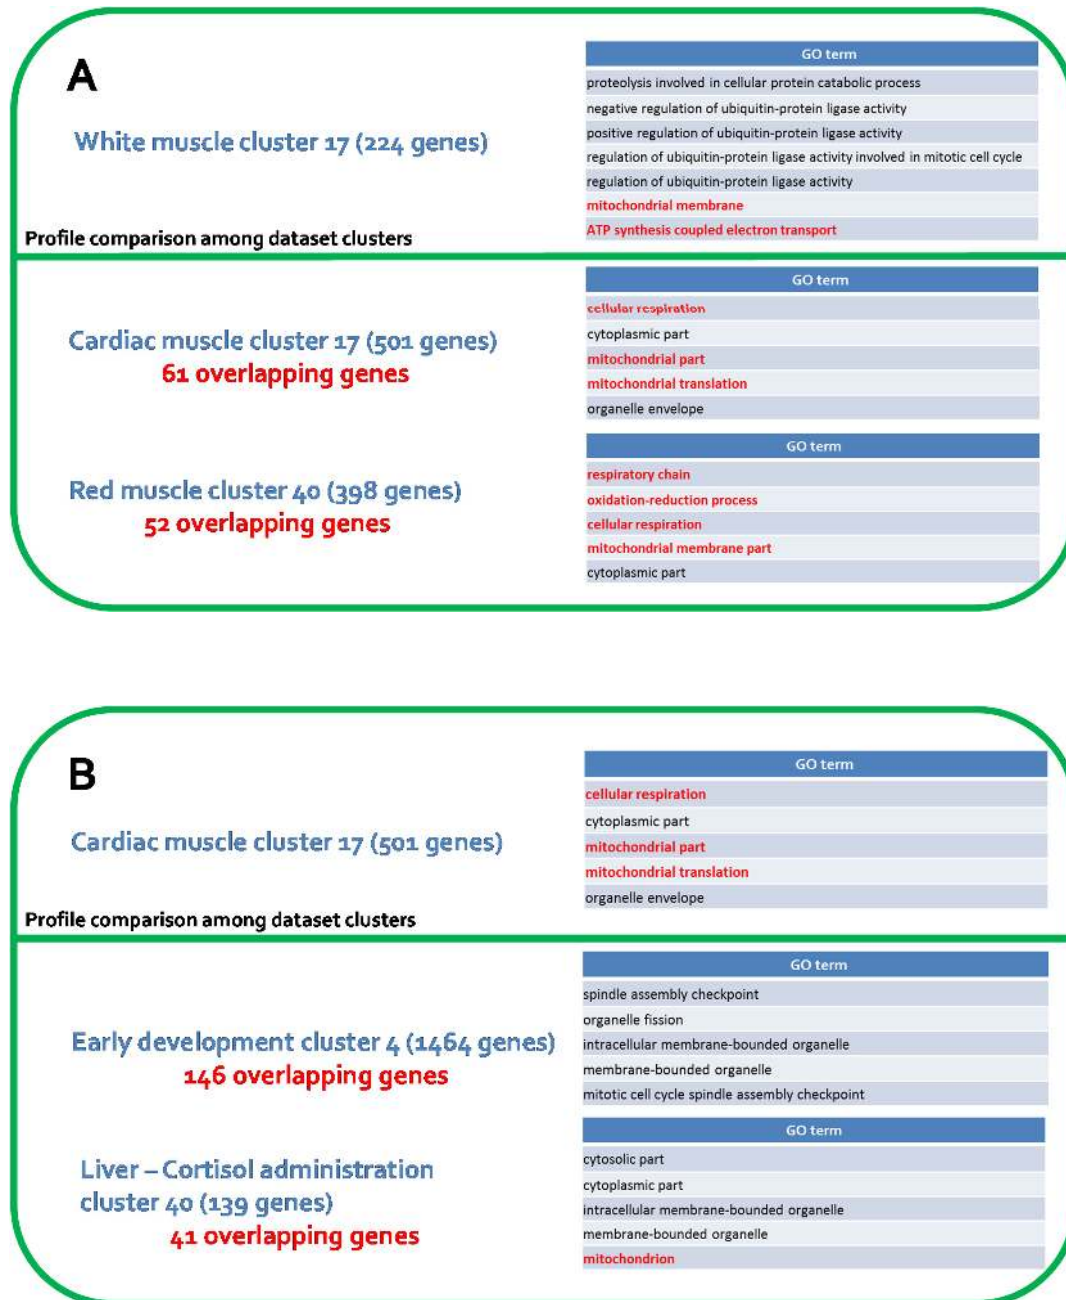 A
White muscle cluster 17 (224 genes)
GO term
proteolysis involved in cellular protein catabolic process
negative regulation of ubiquitin-protein ligase activity
positive regulation of ubiquitin-protein ligase activity
regulation of ubiquitin-protein ligase activity involved in mitotic cell cycle
regulation of ubiquitin-protein ligase activity
mitochondrial membrane
ATP synthesis coupled electron transport
Profile comparison among dataset clusters
Cardiac muscle cluster 17 (501 genes)
61 overlapping genes
GO term
cellular respiration
cytoplasmic part
mitochondrial part
mitochondrial translation
organelle envelope
Red muscle cluster 40 (398 genes)
52 overlapping genes
GO term
respiratory chain
oxidation-reduction process
cellular respiration
mitochondrial membrane part
cytoplasmic part
B
Cardiac muscle cluster 17 (501 genes)
GO term
cellular respiration
cytoplasmic part
mitochondrial part
mitochondrial translation
organelle envelope
Profile comparison among dataset clusters
Early development cluster 4 (1464 genes)
146 overlapping genes
GO term
spindle assembly checkpoint
organelle fission
intracellular membrane-bounded organelle
membrane-bounded organelle
mitotic cell cycle spindle assembly checkpoint
Liver – Cortisol administration
cluster 40 (139 genes)
41 overlapping genes
GO term
cytosolic part
cytoplasmic part
intracellular membrane-bounded organelle
membrane-bounded organelle
mitochondrion